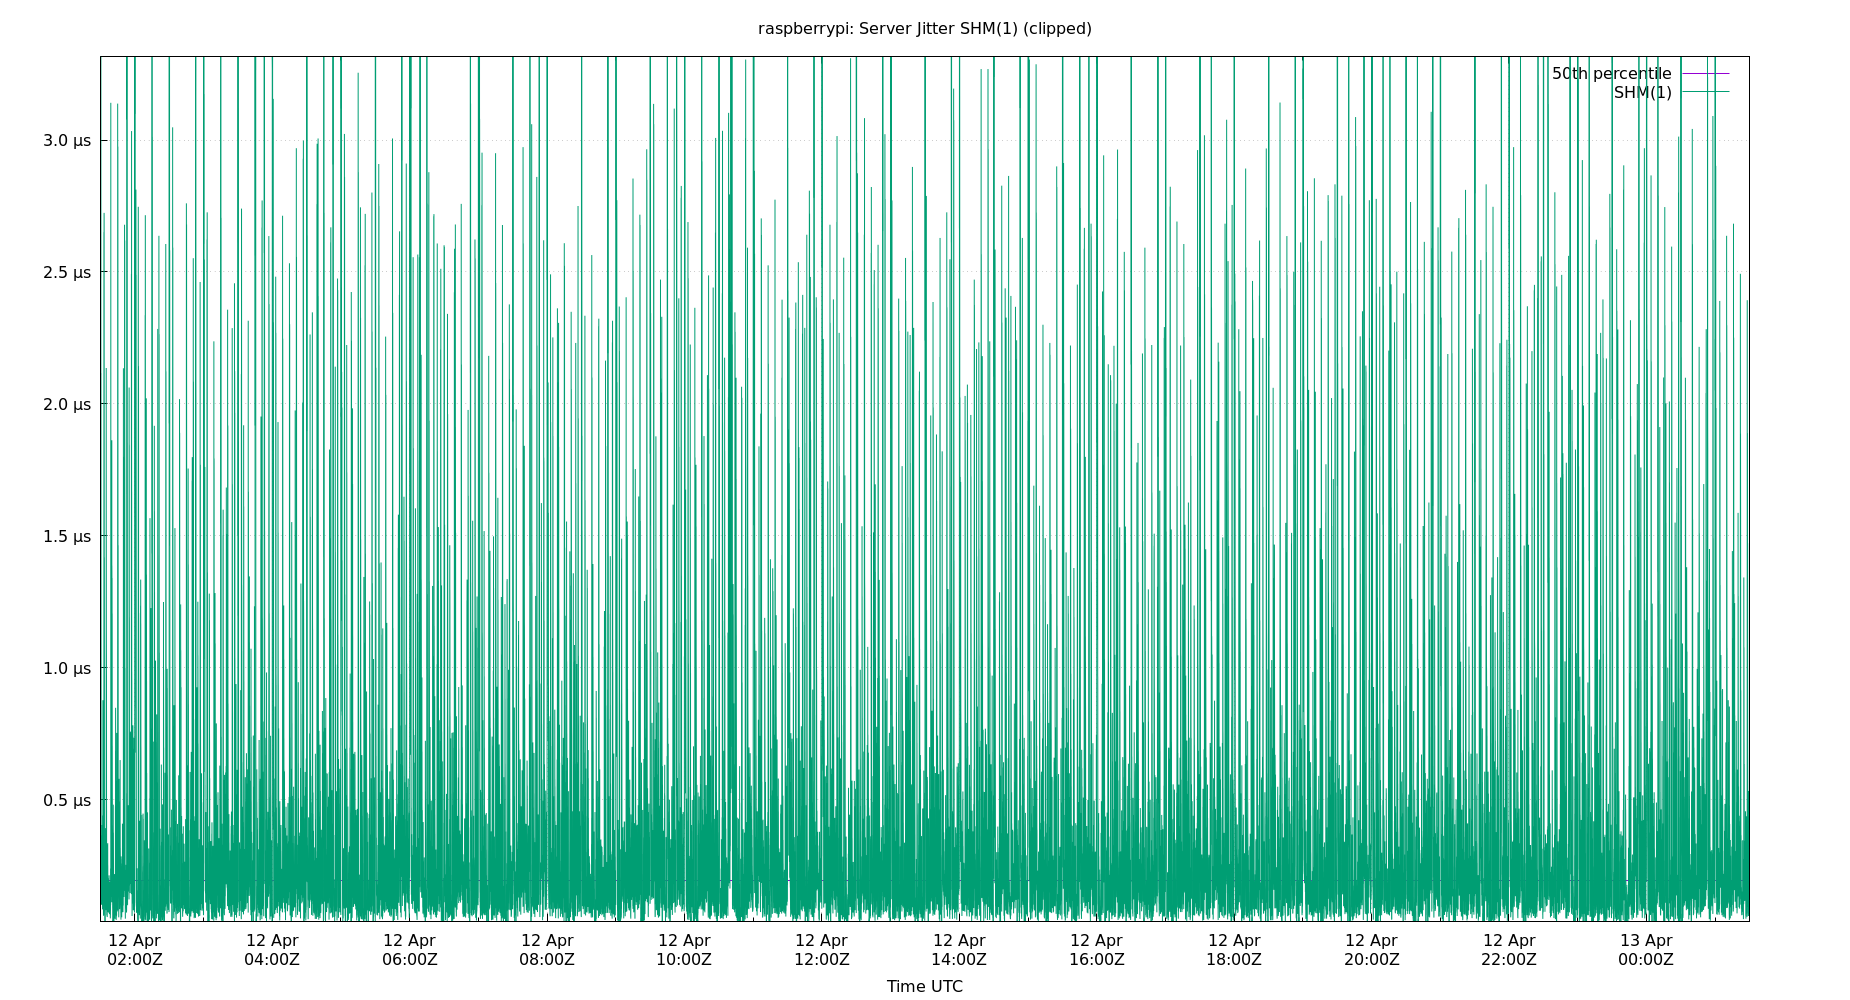 raspberrypi: Server Jitter SHM(1) (clipped)
50th percentile
SHM(1)
3.0 µs
2.5 µs
2.0 µs
1.5 µs
1.0 µs
0.5 µs
12 Apr 12 Apr 12 Apr 12 Apr 12 Apr 12 Apr 12 Apr 12 Apr 12 Apr 12 Apr 12 Apr 13 Apr
02:00Z 04:00Z 06:00Z 08:00Z 10:00Z 12:00Z 14:00Z 16:00Z 18:00Z 20:00Z 22:00Z 00:00Z
Time UTC